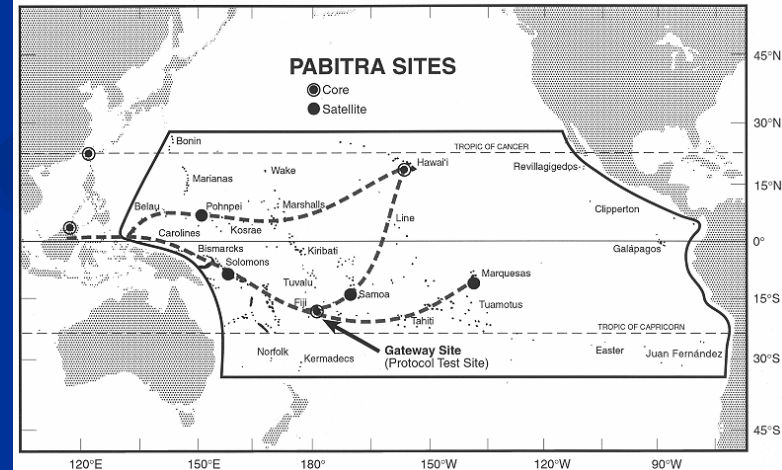 PABITRA SITES
Core
Satellite
45°N
30°N
TROPIC OF CANCER
Bonin
Hawai'i
Revillagigedos
Wake
Marianas
15°N
Belau
Pohnpei
Marshalls
Clipperton
Line
Kosrae
Carolines
0°
Bismarcks
Kiribati
Galápagos
Solomons
Marquesas
Tuvalu
Samoa
15°S
Fiji
Tuamotus
Tahiti
TROPIC OF CAPRICORN
Gateway Site
(Protocol Test Site)
Norfolk
Kermadecs
Easter
Juan Fernández
30°S
45°S
120°E
150°E
180°
150°W
120°W
90°W